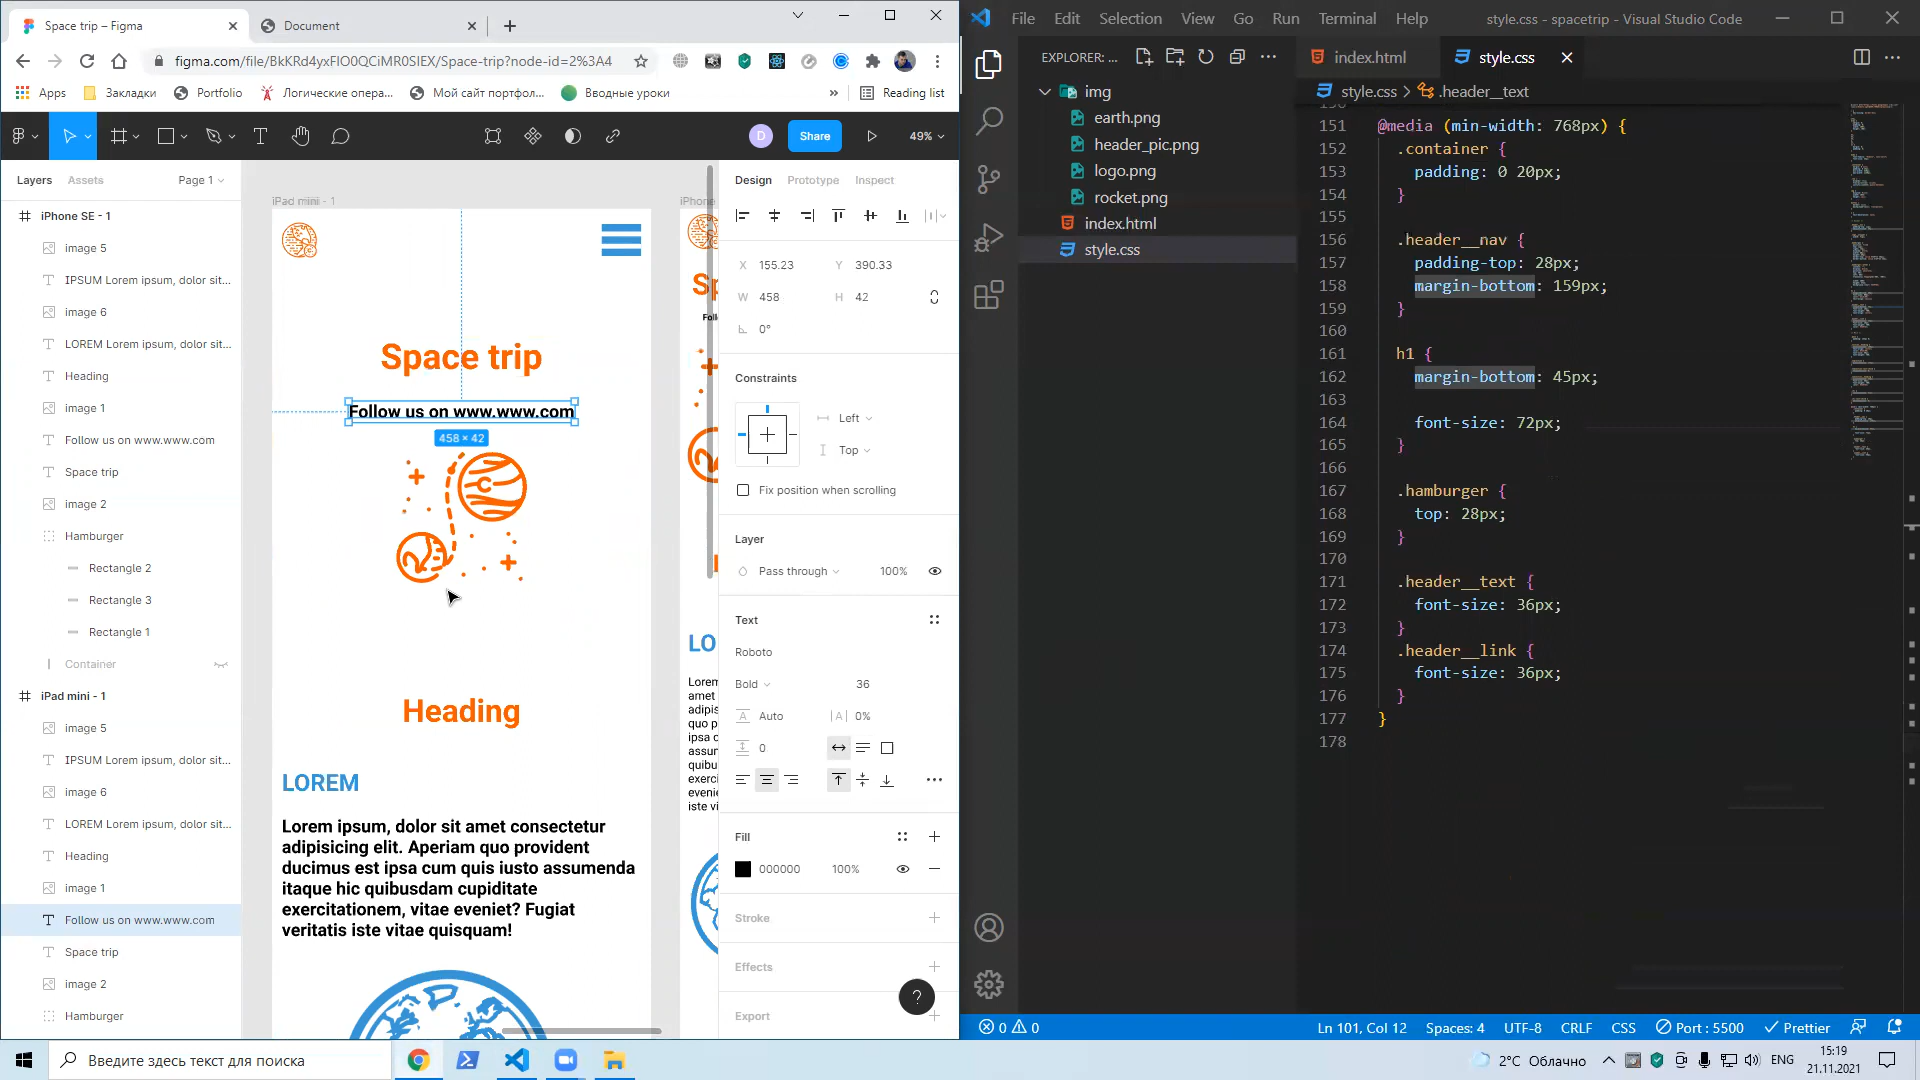 Space trip – Figma
Document
File Edit Selection View Go Run Terminal Help
style.css - spacetrip - Visual Studio Code
figma.com/file/BkKRd4yxFIO0QCiMR0SIEX/Space-trip?node-id=2%3A4
Apps
Закладки
Portfolio
Логические опера...
Мой сайт портфол...
Вводные уроки
»
Reading list
D
Share
49%
Layers
Assets
Page 1
iPhone SE - 1
image 5
IPSUM Lorem ipsum, dolor sit...
image 6
LOREM Lorem ipsum, dolor sit...
Heading
image 1
Follow us on www.www.com
Space trip
image 2
Hamburger
Rectangle 2
Rectangle 3
Rectangle 1
Container
iPad mini - 1
image 5
IPSUM Lorem ipsum, dolor sit...
image 6
LOREM Lorem ipsum, dolor sit...
Heading
image 1
Follow us on www.www.com
Space trip
image 2
Hamburger
iPad mini - 1
Space trip
Follow us on www.www.com
458 × 42
Heading
LOREM
Lorem ipsum, dolor sit amet consectetur
adipisicing elit. Aperiam quo provident
ducimus est ipsa cum quis iusto assumenda
itaque hic quibusdam cupiditate
exercitationem, vitae eveniet? Fugiat
veritatis iste vitae quisquam!
iPhone
Sp
Foll
LO
Lorem
amet
adipis
quo p
ipsa c
assum
quibu
exerc
evenie
iste vi
Design
Prototype
Inspect
X 155.23
Y 390.33
W 458
H 42
0°
Constraints
Left
Top
Fix position when scrolling
Layer
Pass through
100%
Text
Roboto
Bold
36
Auto
0%
0
Fill
000000
100%
Stroke
Effects
Export
?
EXPLORER: ...
img
earth.png
header_pic.png
logo.png
rocket.png
index.html
style.css
index.html
style.css
style.css > .header__text
151 @media (min-width: 768px) {
152 .container {
153 padding: 0 20px;
154 }
155
156 .header__nav {
157 padding-top: 28px;
158 margin-bottom: 159px;
159 }
160
161 h1 {
162 margin-bottom: 45px;
164 font-size: 72px;
165 }
166
167 .hamburger {
168 top: 28px;
169 }
170
171 .header__text {
172 font-size: 36px;
173 }
174 .header__link {
175 font-size: 36px;
176 }
177 }
178
0 0
Ln 101, Col 12
Spaces: 4
UTF-8
CRLF
CSS
Port : 5500
Prettier
Введите здесь текст для поиска
2°C Облачно
ENG
15:19
21.11.2021